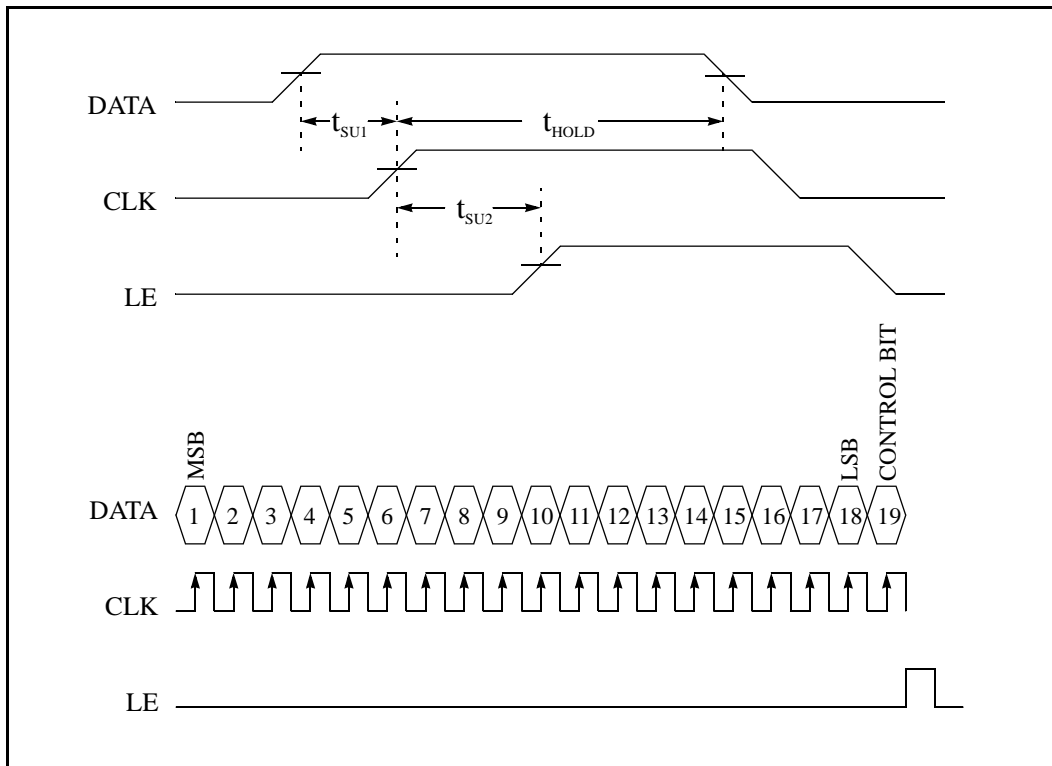 DATA
tSU1
tHOLD
CLK
tSU2
LE
MSB
LSB
CONTROL BIT
DATA
1 2 3 4 5 6 7 8 9 10 11 12 13 14 15 16 17 18 19
CLK
LE